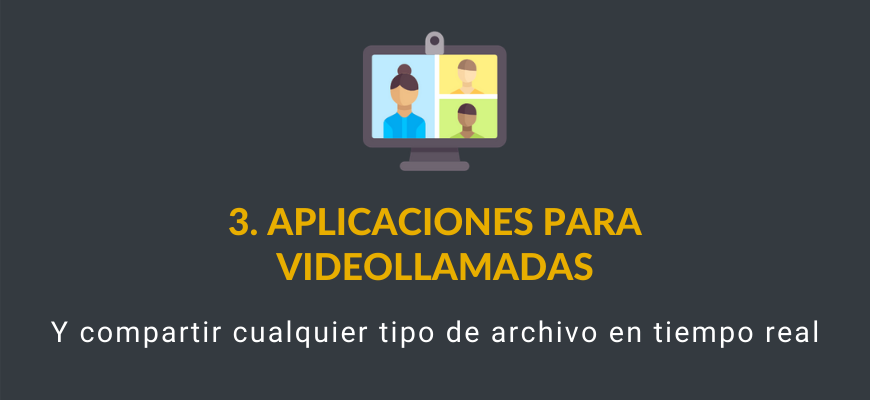 3. APLICACIONES PARA
VIDEOLLAMADAS
Y compartir cualquier tipo de archivo en tiempo real